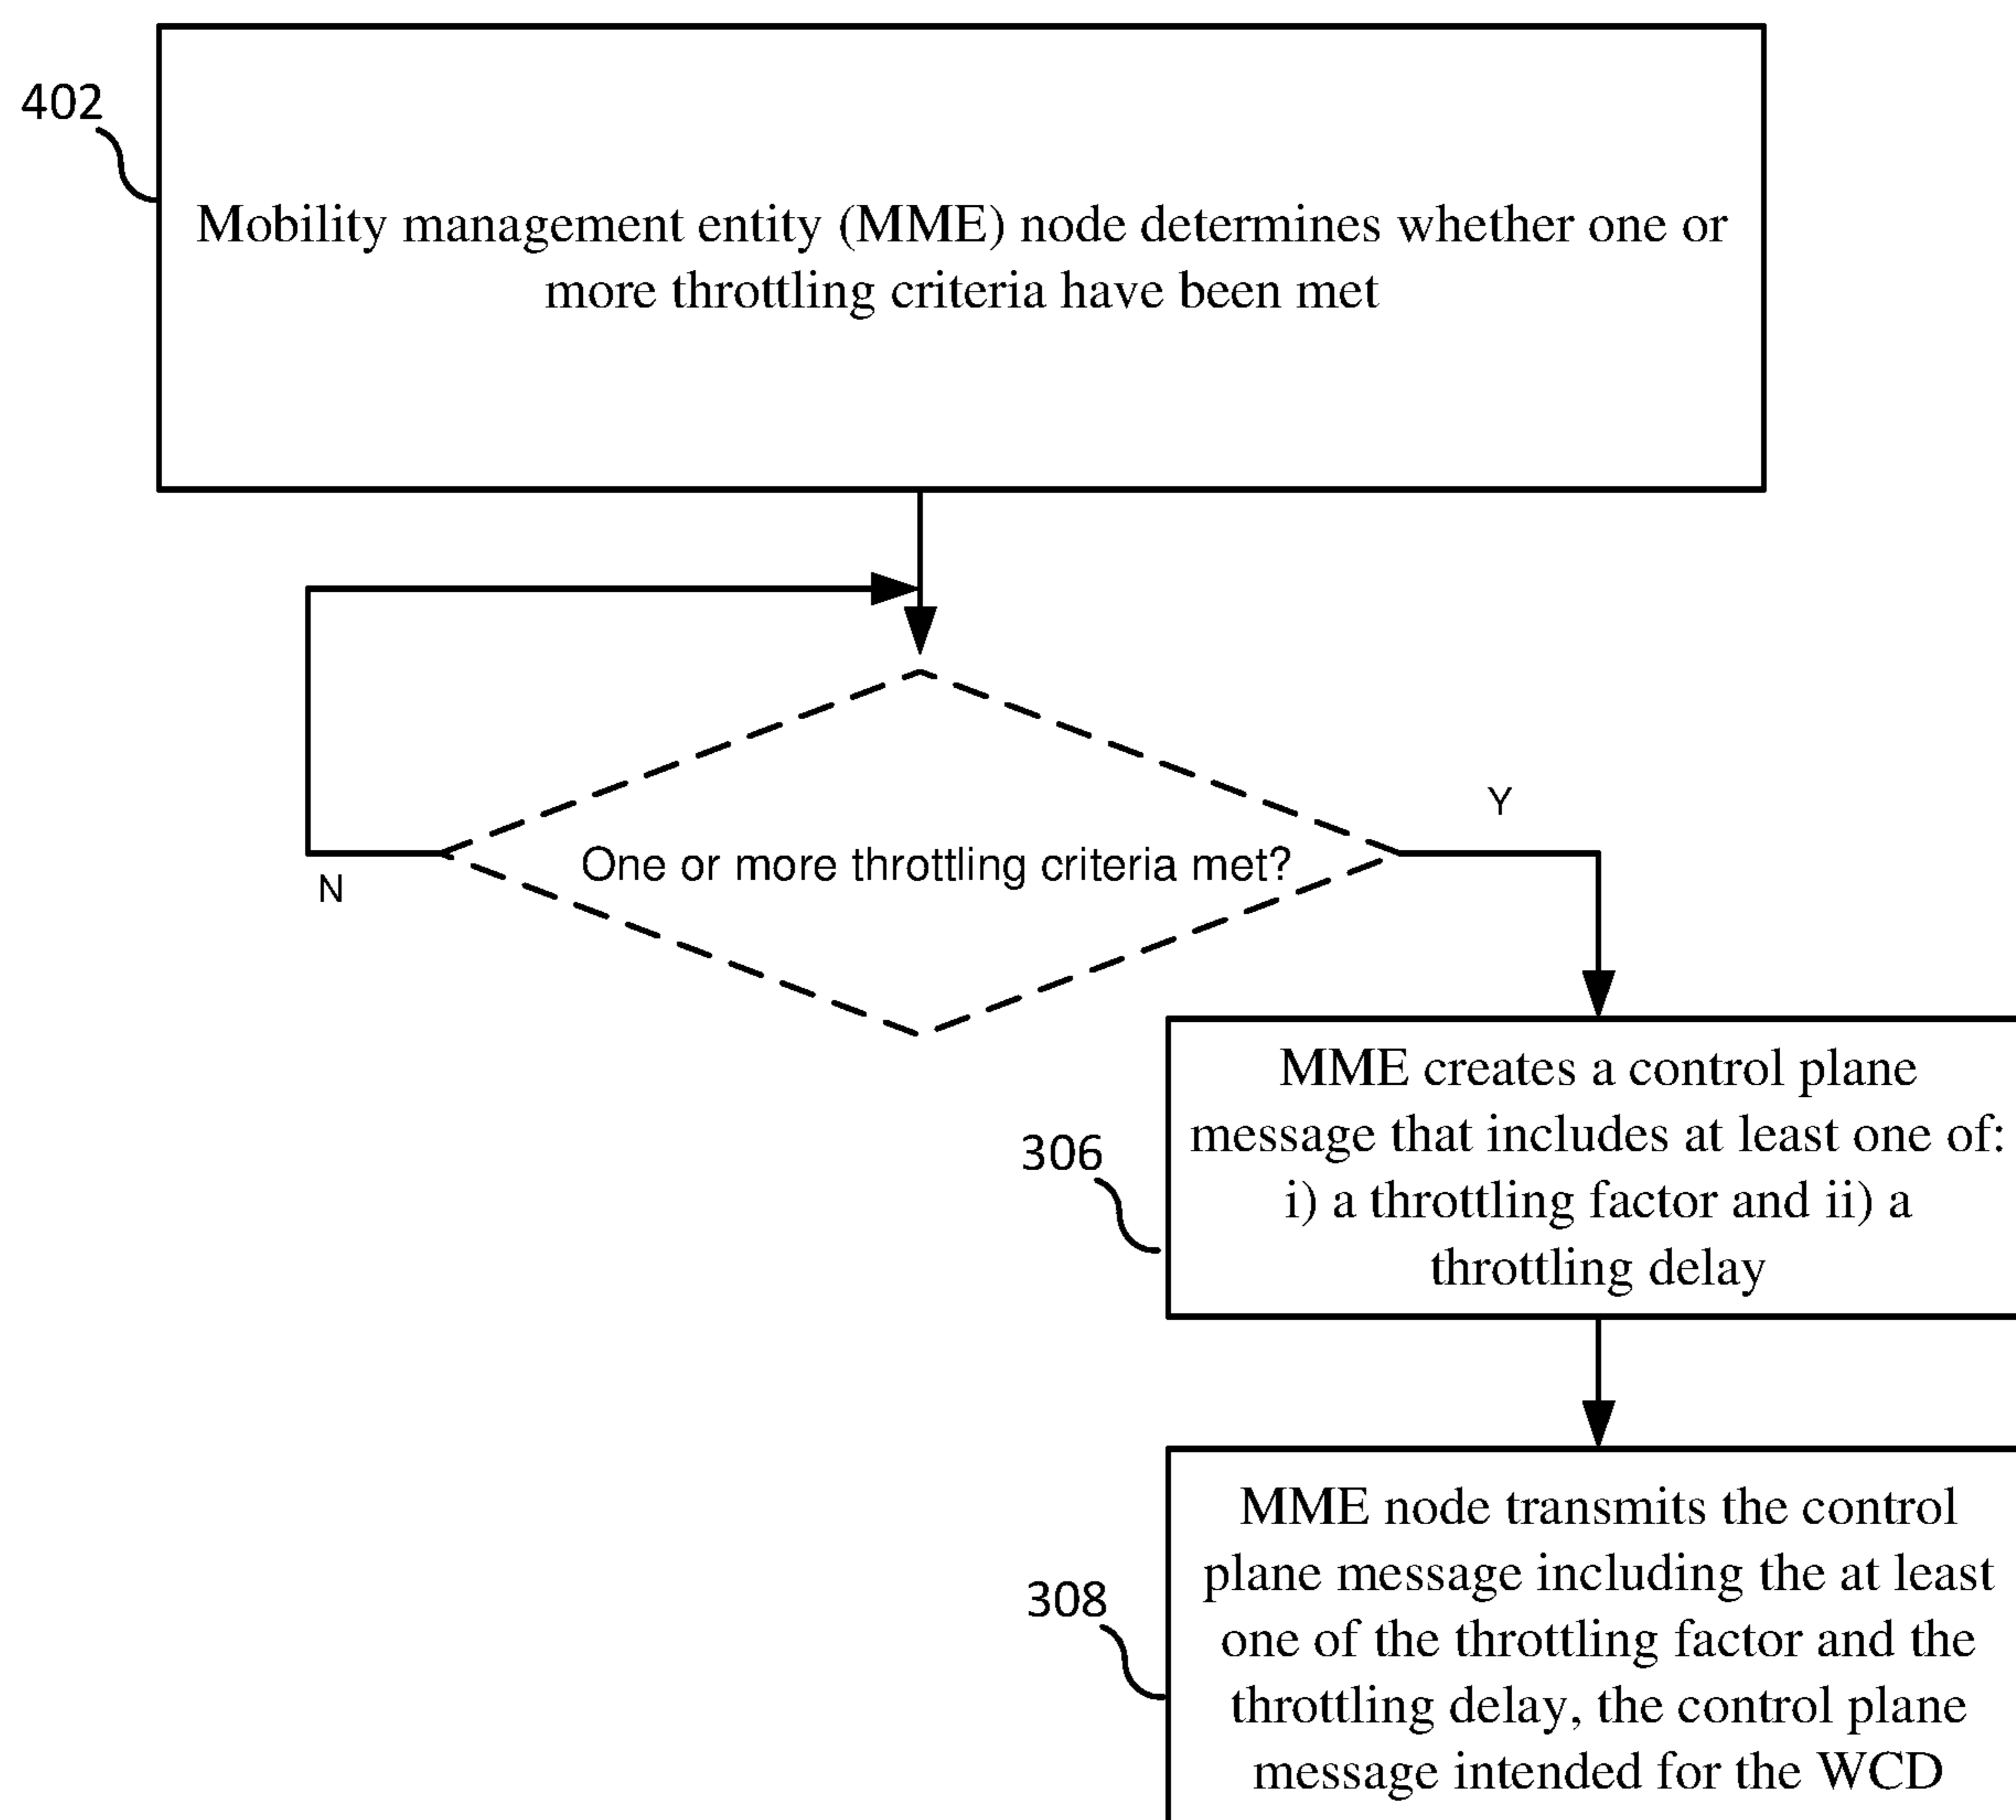 402
Mobility management entity (MME) node determines whether one or
more throttling criteria have been met
One or more throttling criteria met?
N
Y
306
MME creates a control plane
message that includes at least one of:
i) a throttling factor and ii) a
throttling delay
308
MME node transmits the control
plane message including the at least
one of the throttling factor and the
throttling delay, the control plane
message intended for the WCD